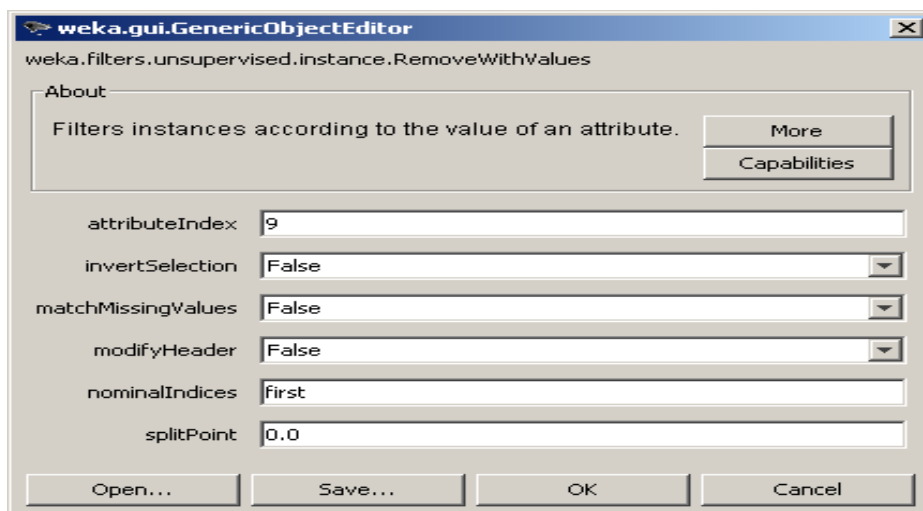 weka.gui.GenericObjectEditor
weka.filters.unsupervised.instance.RemoveWithValues
About
Filters instances according to the value of an attribute.
More
Capabilities
attributeIndex 9
invertSelection False
matchMissingValues False
modifyHeader False
nominalIndices first
splitPoint 0.0
Open... Save... OK Cancel